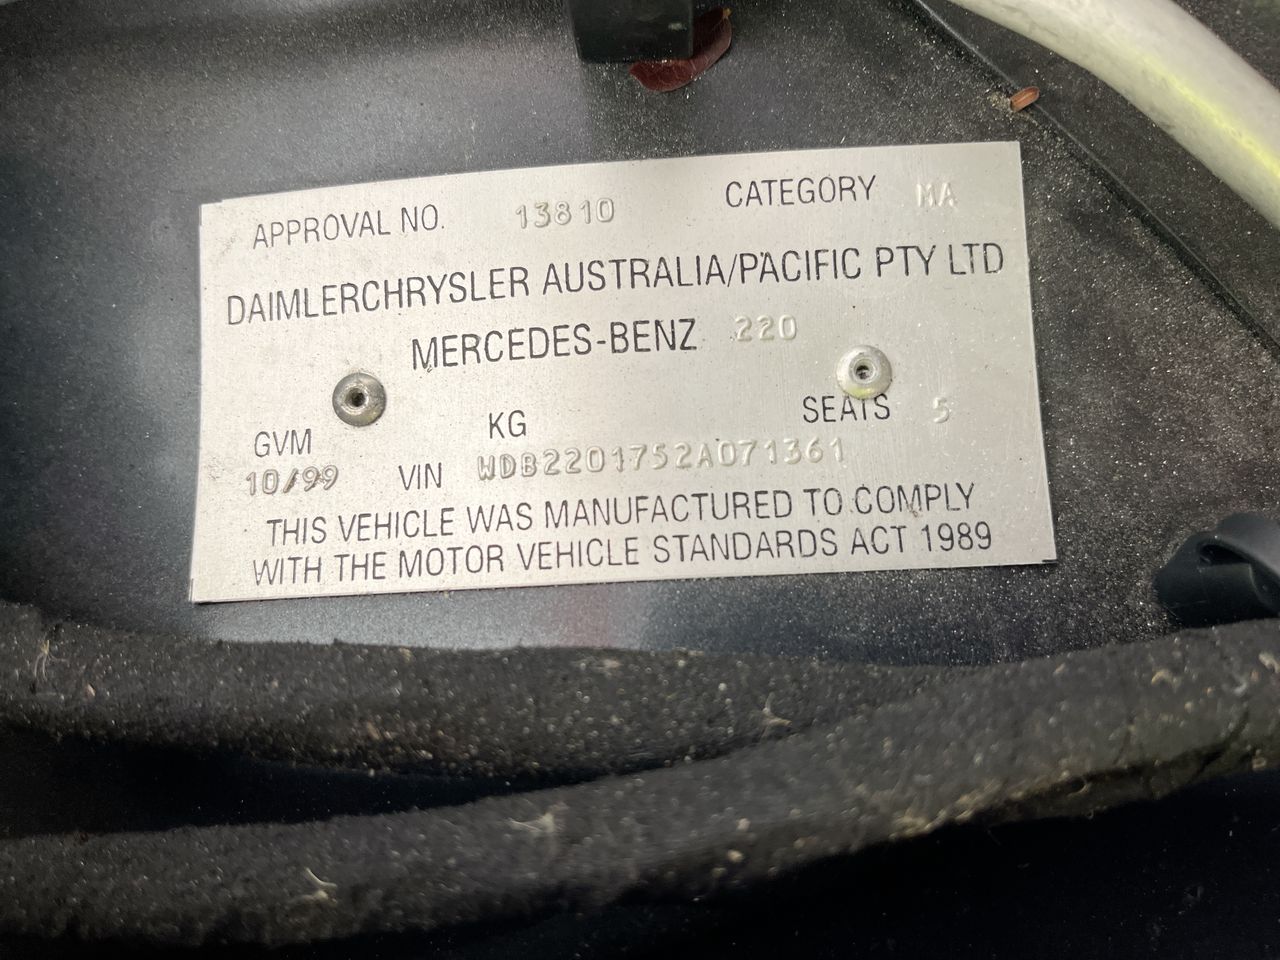 APPROVAL NO. 13810 CATEGORY MA
DAIMLERCHRYSLER AUSTRALIA/PACIFIC PTY LTD
MERCEDES-BENZ 220
GVM KG SEATS 5
10/99 VIN WDB2201752A071361
THIS VEHICLE WAS MANUFACTURED TO COMPLY
WITH THE MOTOR VEHICLE STANDARDS ACT 1989